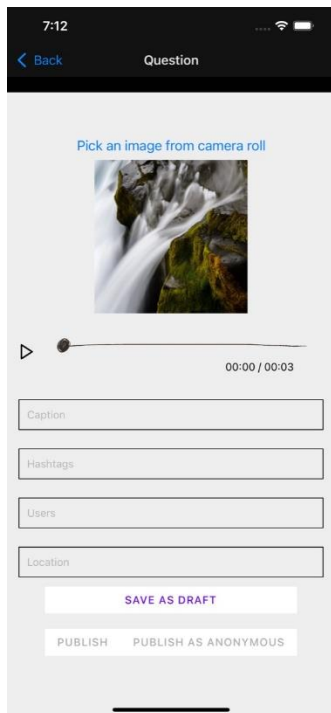 7:12
Back Question
Pick an image from camera roll
00:00 / 00:03
Caption
Hashtags
Users
Location
SAVE AS DRAFT
PUBLISH PUBLISH AS ANONYMOUS